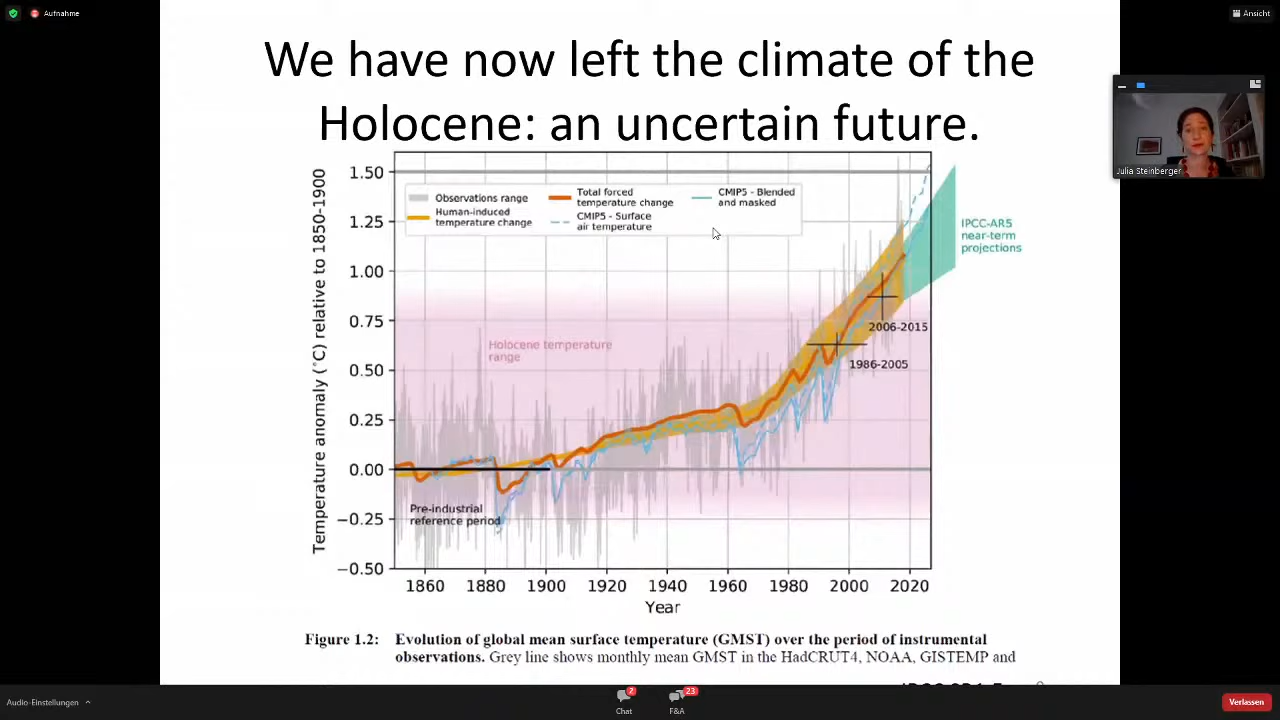 Aufnahme
Ansicht
We have now left the climate of the
Holocene: an uncertain future.
Julia Steinberger
Temperature anomaly (°C) relative to 1850-1900
1.50
1.25
1.00
0.75
0.50
0.25
0.00
−0.25
−0.50
Observations range
Human-induced
temperature change
Total forced
temperature change
CMIP5 - Surface
air temperature
CMIP5 - Blended
and masked
IPCC-AR5
near-term
projections
2006-2015
1986-2005
Holocene temperature
range
Pre-industrial
reference period
1860 1880 1900 1920 1940 1960 1980 2000 2020
Year
Figure 1.2: Evolution of global mean surface temperature (GMST) over the period of instrumental
observations. Grey line shows monthly mean GMST in the HadCRUT4, NOAA, GISTEMP and
Audio-Einstellungen
2
Chat
23
F&A
Verlassen